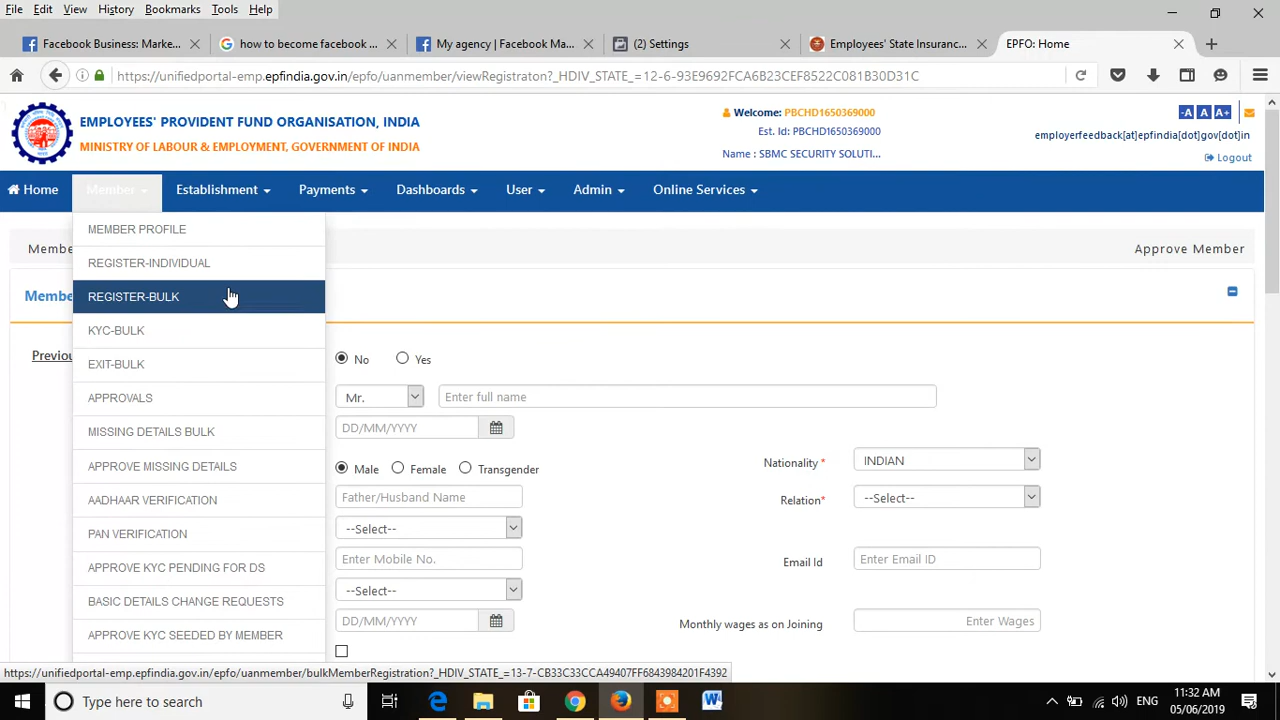 File Edit View History Bookmarks Tools Help
Facebook Business: Marke...
how to become facebook ...
My agency | Facebook Ma...
(2) Settings
Employees' State Insuranc...
EPFO: Home
https://unifiedportal-emp.epfindia.gov.in/epfo/uanmember/viewRegistraton?_HDIV_STATE_=12-6-93E9692FCA6B23CEF8522C081B30D31C
EMPLOYEES' PROVIDENT FUND ORGANISATION, INDIA
MINISTRY OF LABOUR & EMPLOYMENT, GOVERNMENT OF INDIA
Welcome: PBCHD1650369000
Est. Id: PBCHD1650369000
Name : SBMC SECURITY SOLUTI...
-A A A+
employerfeedback[at]epfindia[dot]gov[dot]in
Logout
Home Member Establishment Payments Dashboards User Admin Online Services
MEMBER PROFILE
REGISTER-INDIVIDUAL
REGISTER-BULK
KYC-BULK
EXIT-BULK
APPROVALS
MISSING DETAILS BULK
APPROVE MISSING DETAILS
AADHAAR VERIFICATION
PAN VERIFICATION
APPROVE KYC PENDING FOR DS
BASIC DETAILS CHANGE REQUESTS
APPROVE KYC SEEDED BY MEMBER
Membe
Approve Member
Membe
Previou
No Yes
Mr. Enter full name
DD/MM/YYYY
Male Female Transgender
Nationality * INDIAN
Father/Husband Name
Relation* --Select--
--Select--
Enter Mobile No.
Email Id Enter Email ID
--Select--
DD/MM/YYYY
Monthly wages as on Joining Enter Wages
https://unifiedportal-emp.epfindia.gov.in/epfo/uanmember/bulkMemberRegistration?_HDIV_STATE_=13-7-CB33C33CCA49407FF6843984201F4392
Type here to search
ENG
11:32 AM
05/06/2019